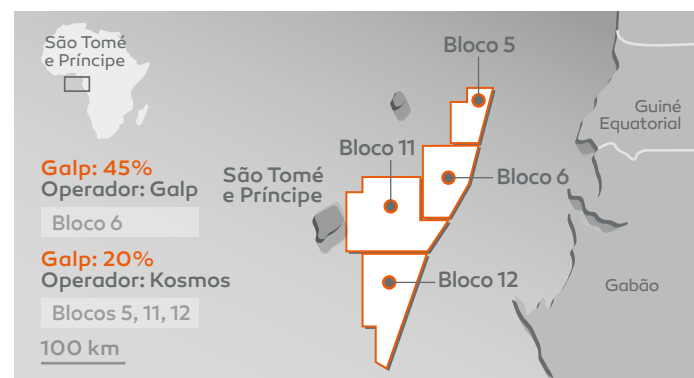 São Tomé
e Príncipe
Galp: 45%
Operador: Galp
Bloco 6
Galp: 20%
Operador: Kosmos
Blocos 5, 11, 12
100 km
Bloco 5
Bloco 11
Bloco 6
São Tomé
e Príncipe
Bloco 12
Guiné
Equatorial
Gabão